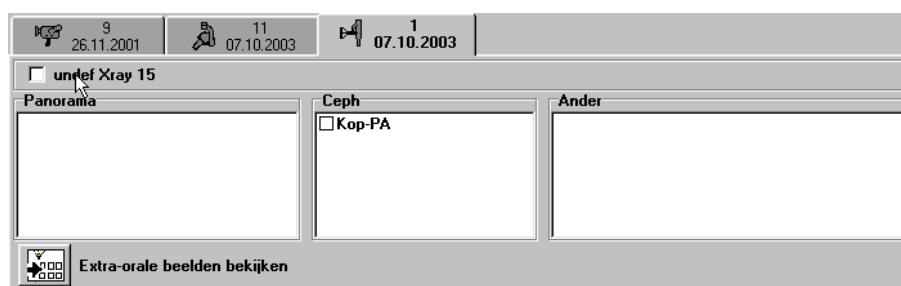 9
26.11.2001
11
07.10.2003
1
07.10.2003
undef Xray 15
Panorama
Ceph
Ander
Kop-PA
Extra-orale beelden bekijken